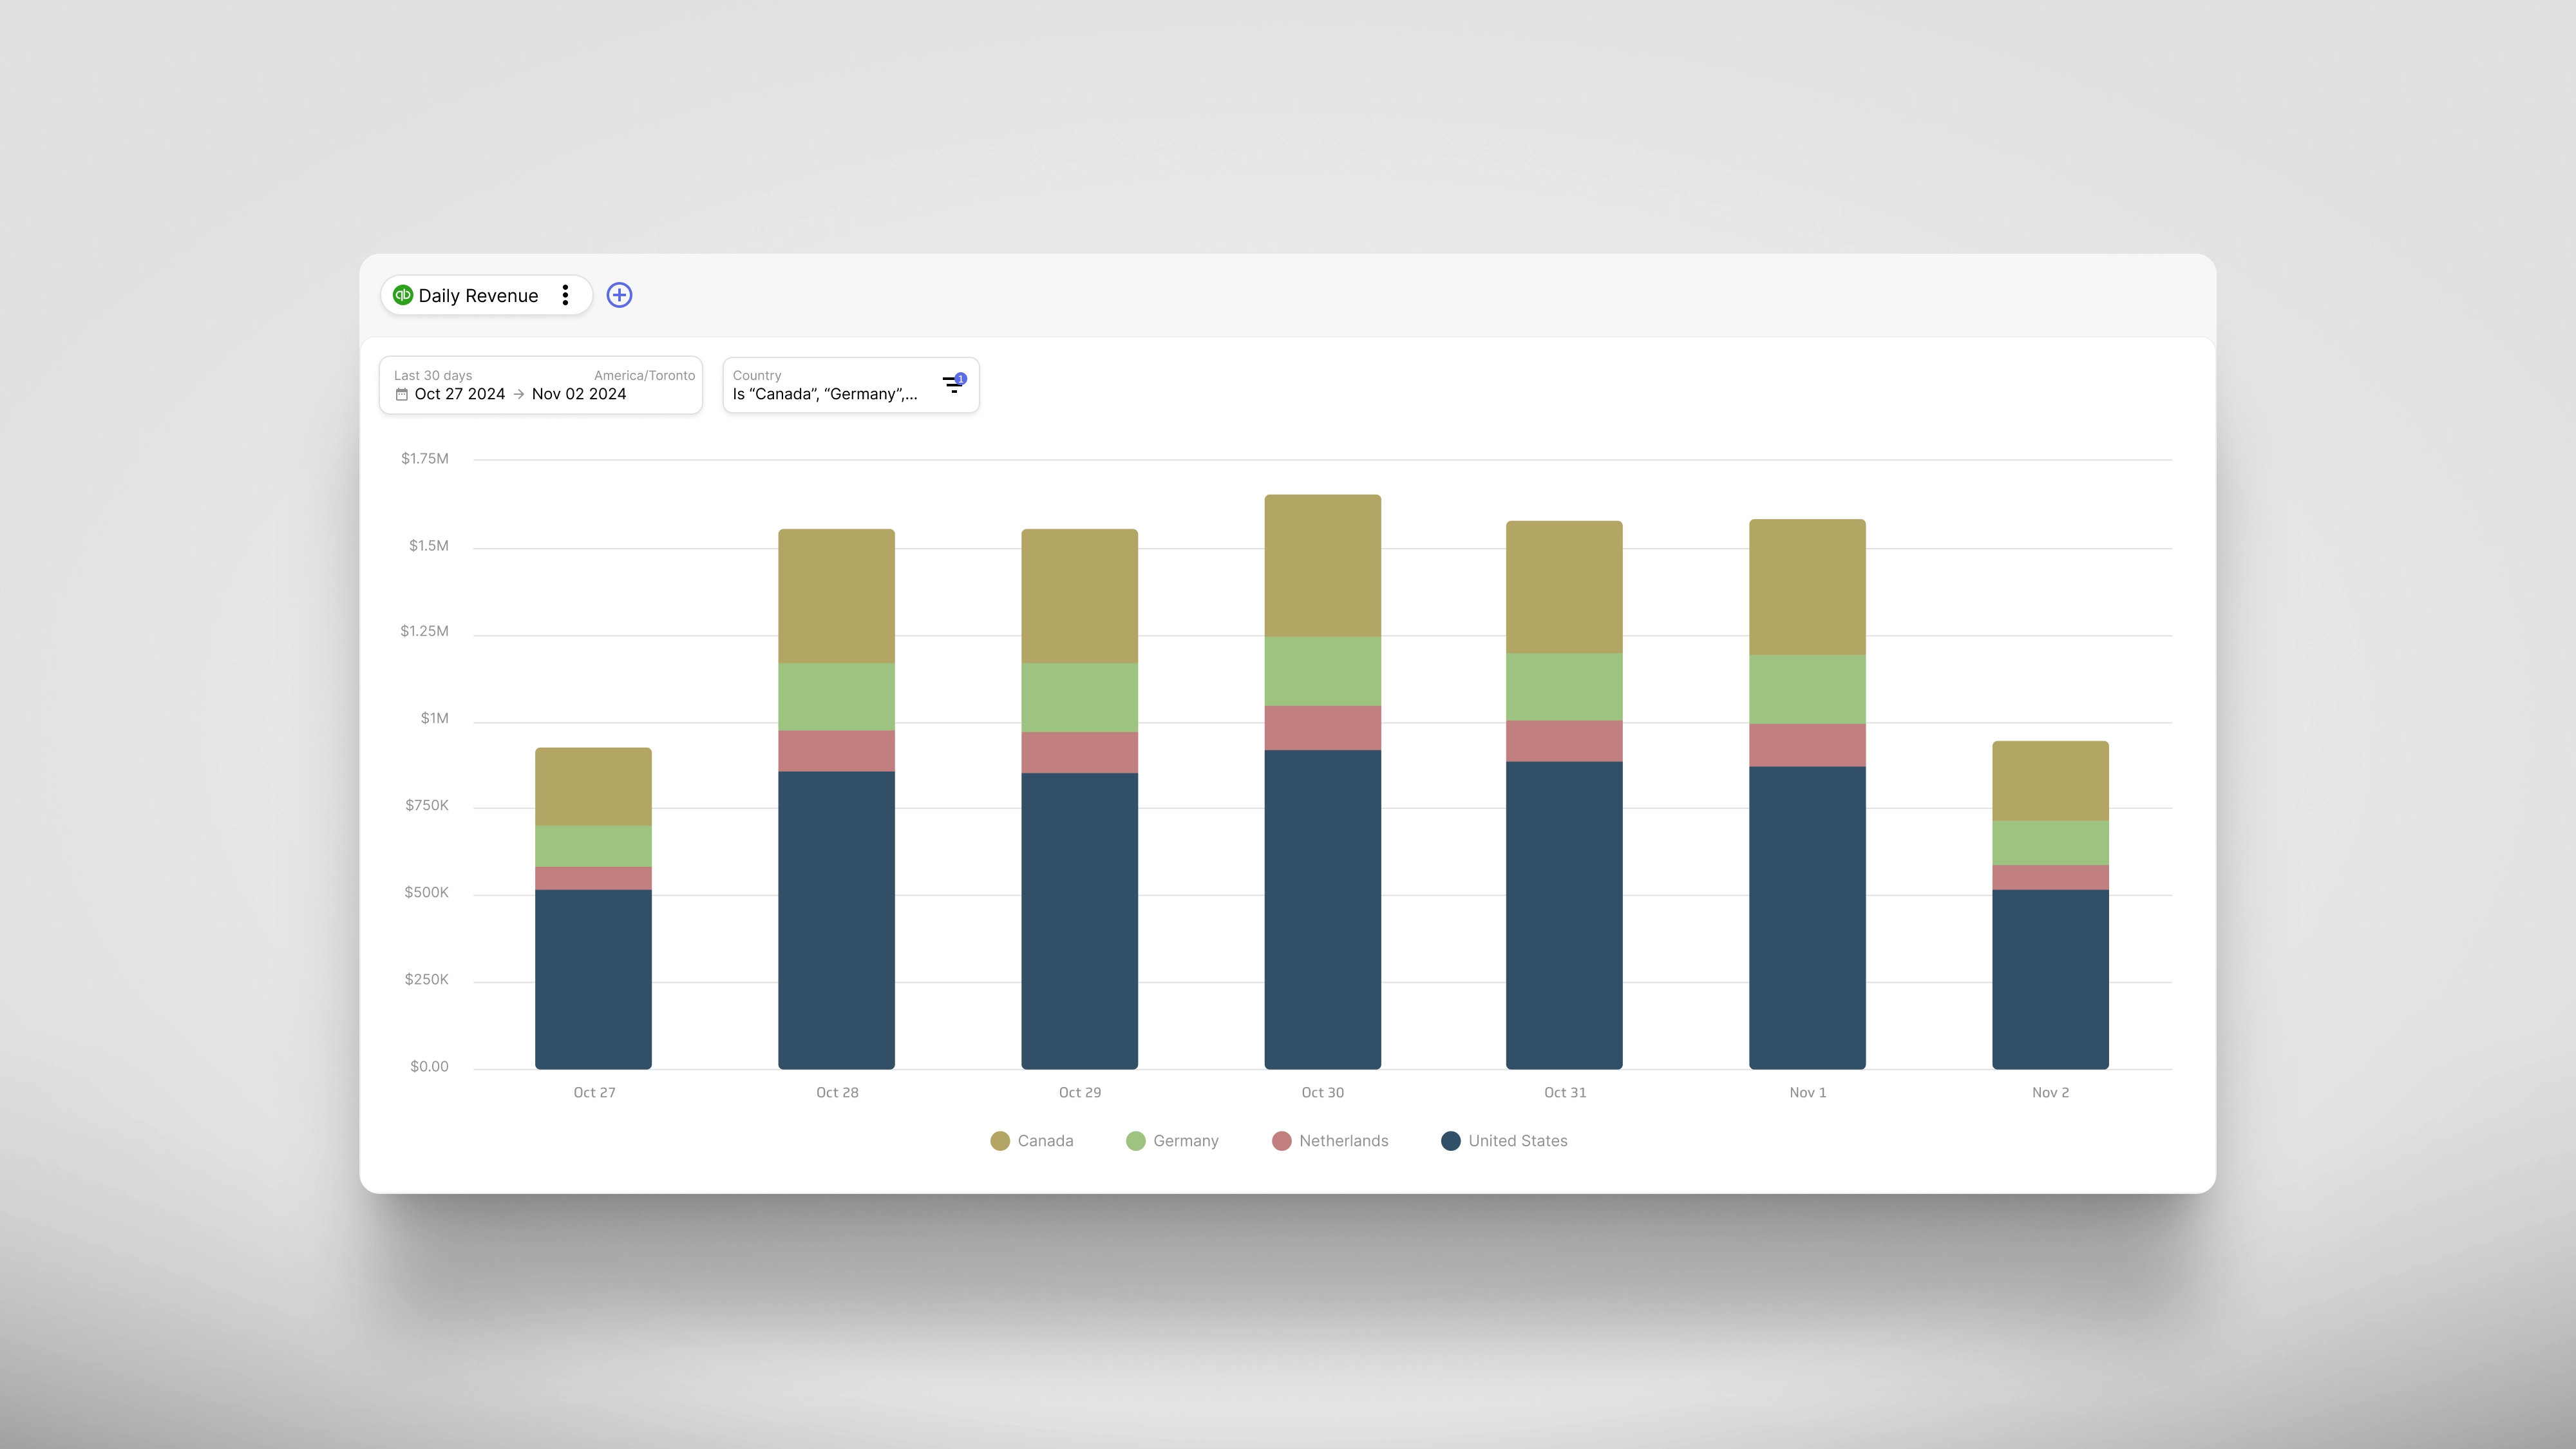 qb Daily Revenue
Last 30 days America/Toronto
Oct 27 2024 → Nov 02 2024
Country
Is “Canada”, “Germany”,...
1
$1.75M
$1.5M
$1.25M
$1M
$750K
$500K
$250K
$0.00
Oct 27 Oct 28 Oct 29 Oct 30 Oct 31 Nov 1 Nov 2
Canada Germany Netherlands United States